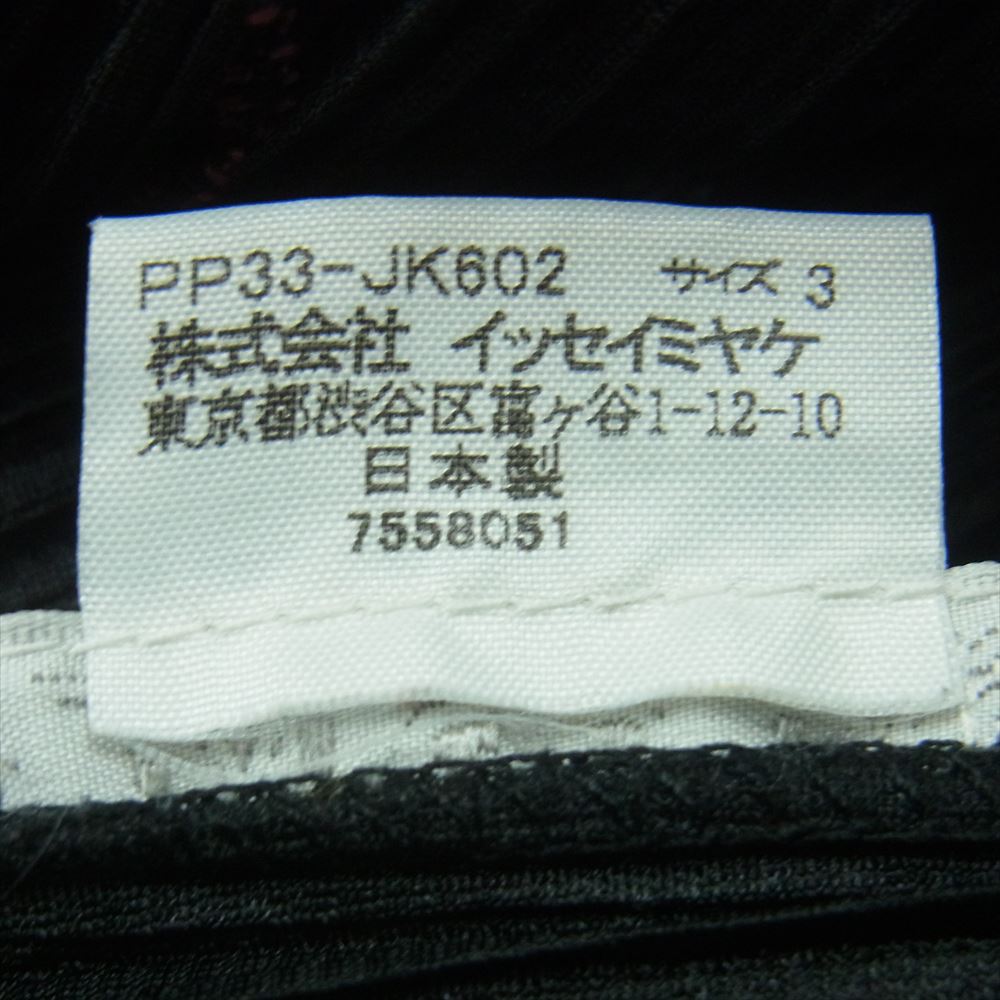 PP33-JK602 サイズ 3
株式会社 イッセイミヤケ
東京都渋谷区富ヶ谷1-12-10
日本製
7558051